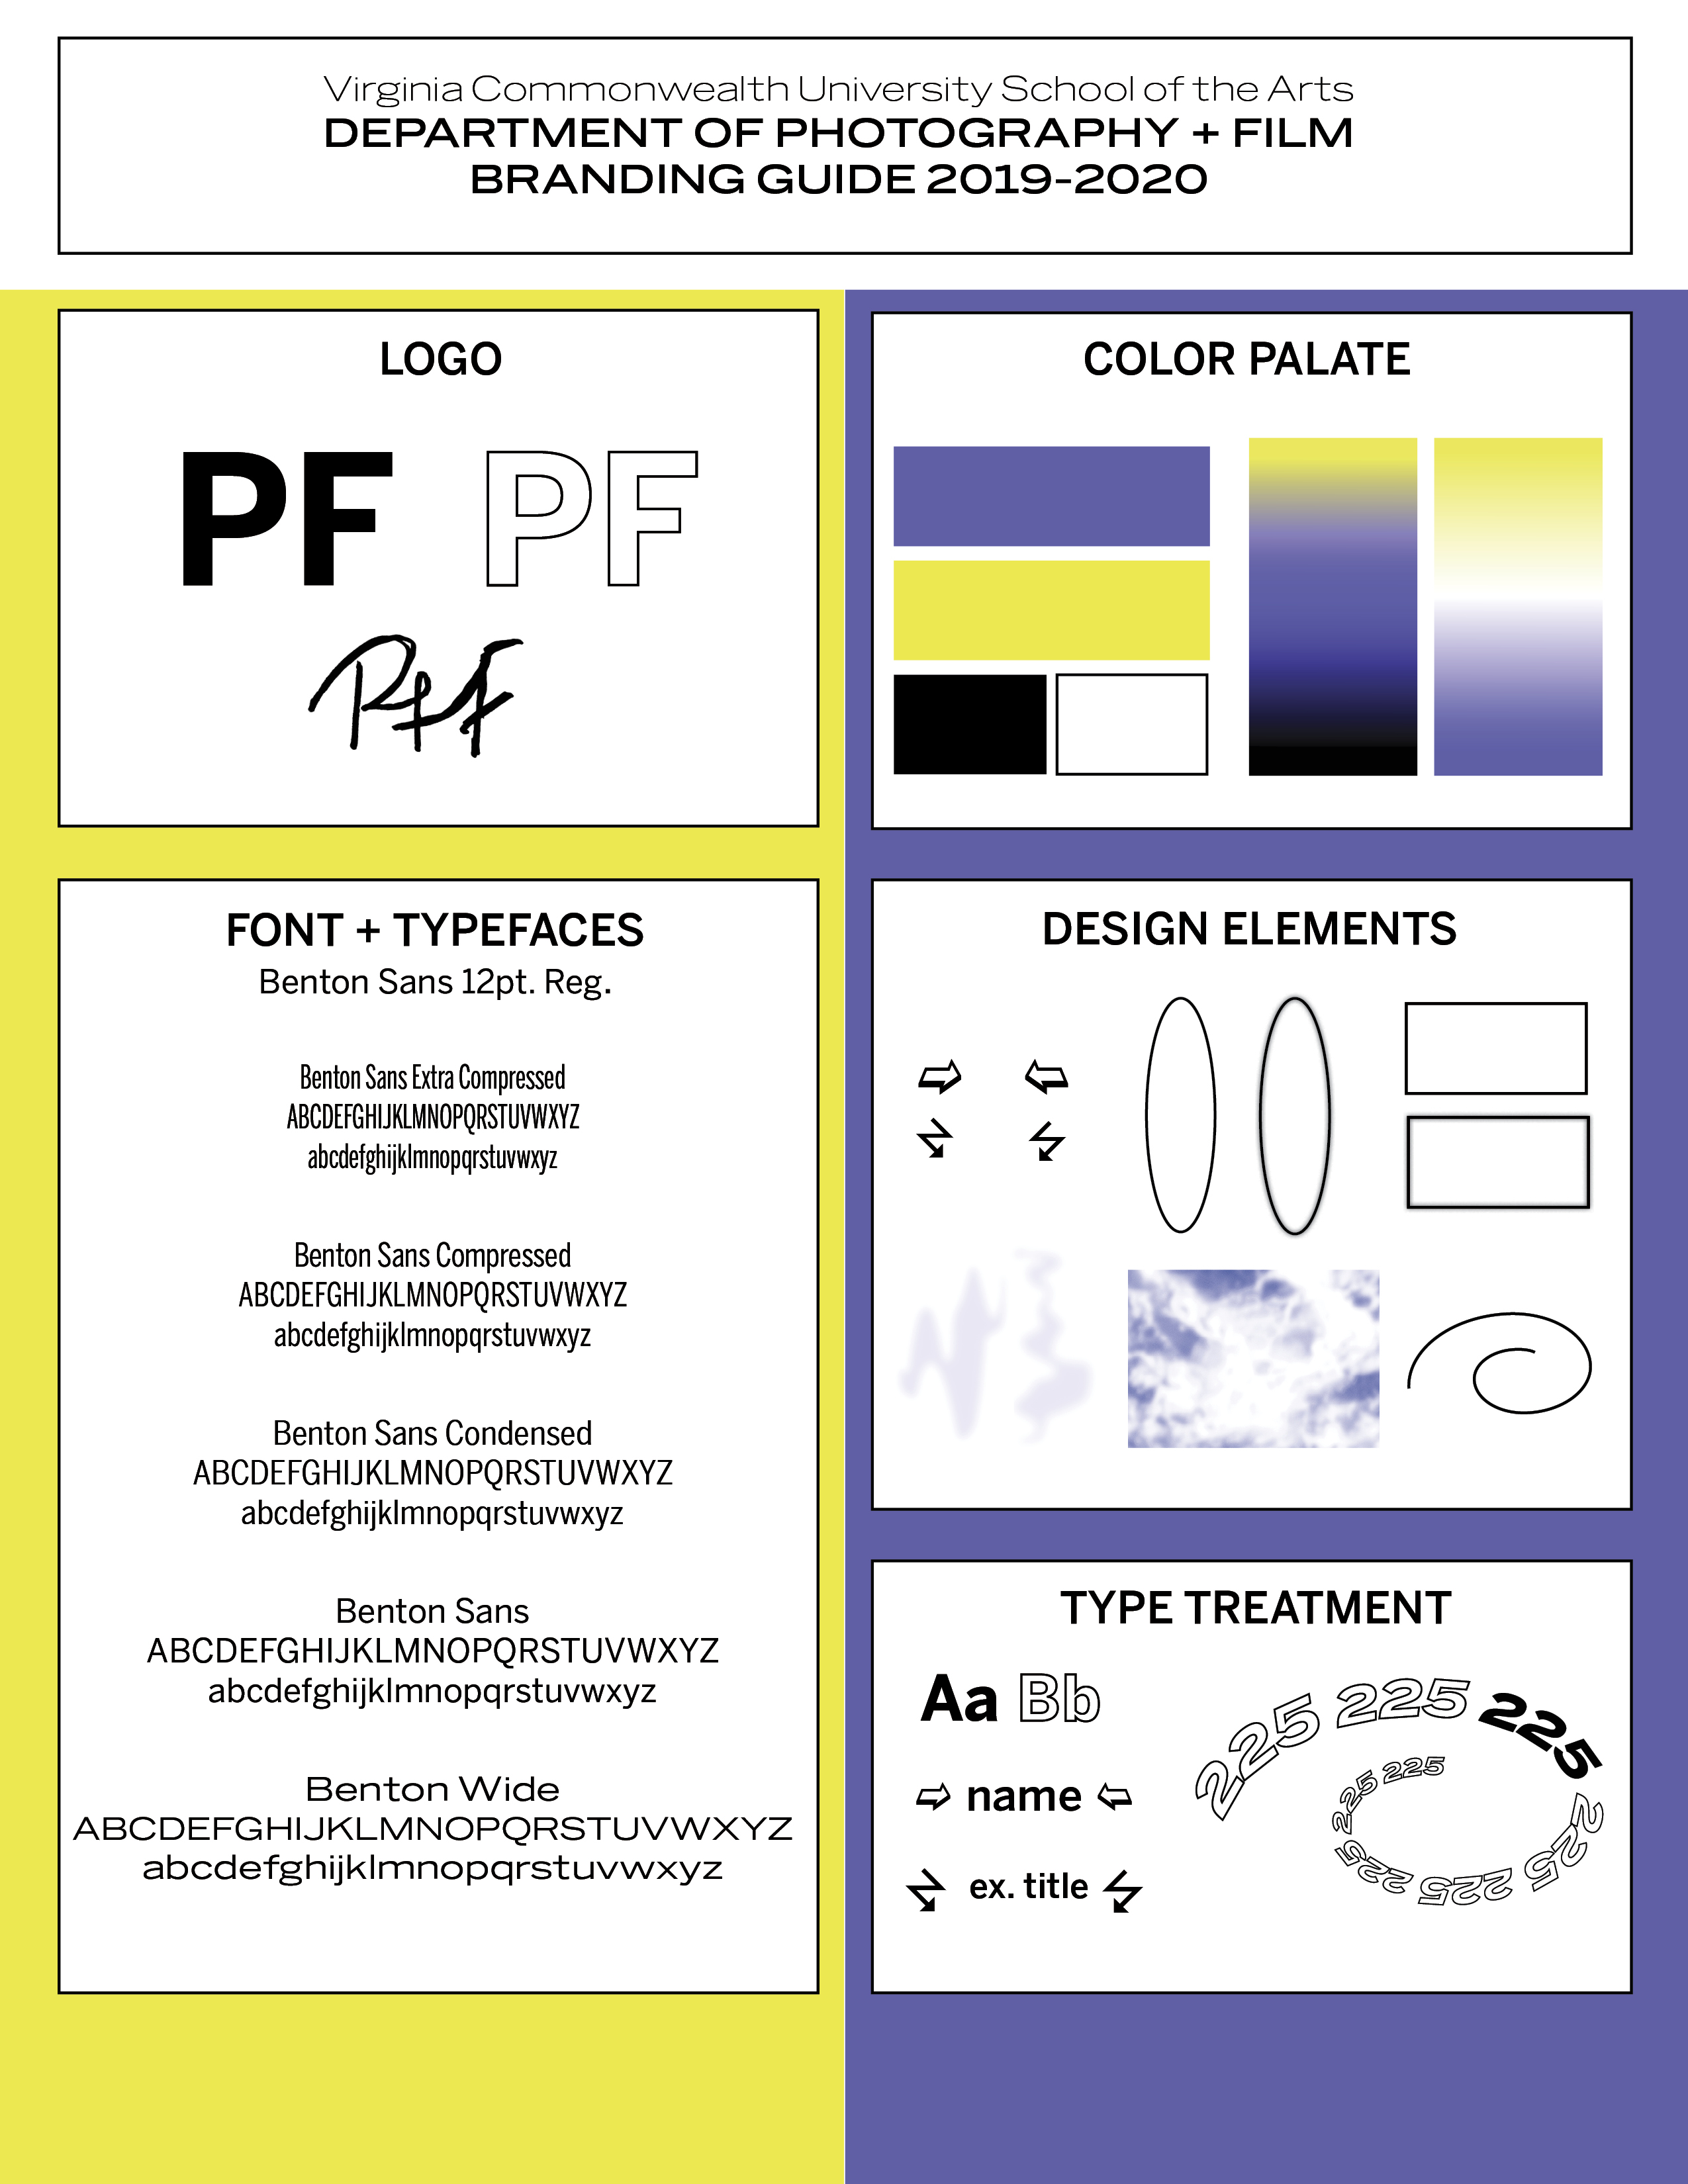 Virginia Commonwealth University School of the Arts
DEPARTMENT OF PHOTOGRAPHY + FILM
BRANDING GUIDE 2019-2020
LOGO
PF PF
P+F
FONT + TYPEFACES
Benton Sans 12pt. Reg.
Benton Sans Extra Compressed
ABCDEFGHIJKLMNOPQRSTUVWXYZ
abcdefghijklmnopqrstuvwxyz
Benton Sans Compressed
ABCDEFGHIJKLMNOPQRSTUVWXYZ
abcdefghijklmnopqrstuvwxyz
Benton Sans Condensed
ABCDEFGHIJKLMNOPQRSTUVWXYZ
abcdefghijklmnopqrstuvwxyz
Benton Sans
ABCDEFGHIJKLMNOPQRSTUVWXYZ
abcdefghijklmnopqrstuvwxyz
Benton Wide
ABCDEFGHIJKLMNOPQRSTUVWXYZ
abcdefghijklmnopqrstuvwxyz
COLOR PALATE
DESIGN ELEMENTS
TYPE TREATMENT
Aa Bb
name
ex. title
225 225 225 225 225 225 225 225